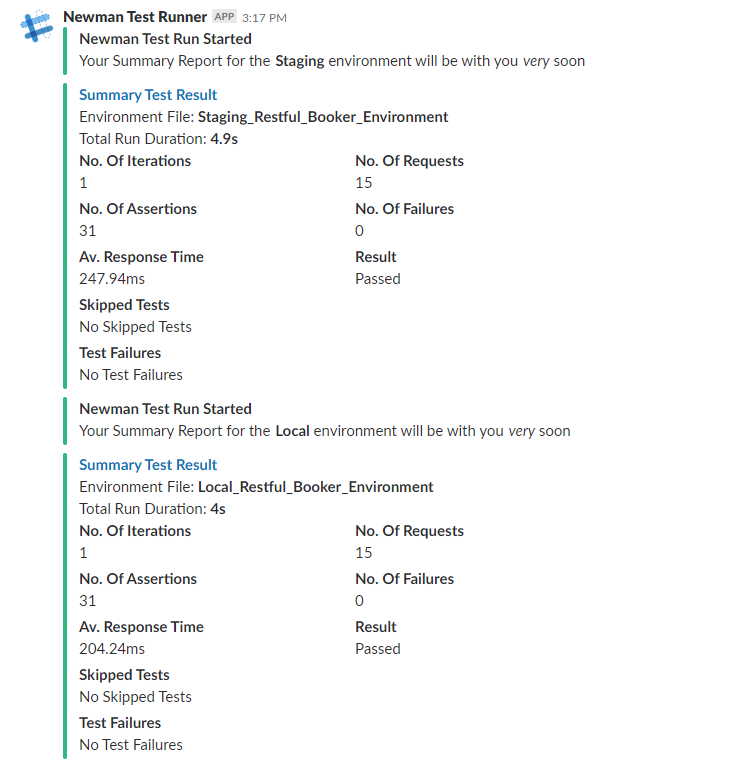 Newman Test Runner APP 3:17 PM
Newman Test Run Started
Your Summary Report for the Staging environment will be with you very soon
Summary Test Result
Environment File: Staging_Restful_Booker_Environment
Total Run Duration: 4.9s
No. Of Iterations No. Of Requests
1 15
No. Of Assertions No. Of Failures
31 0
Av. Response Time Result
247.94ms Passed
Skipped Tests
No Skipped Tests
Test Failures
No Test Failures
Newman Test Run Started
Your Summary Report for the Local environment will be with you very soon
Summary Test Result
Environment File: Local_Restful_Booker_Environment
Total Run Duration: 4s
No. Of Iterations No. Of Requests
1 15
No. Of Assertions No. Of Failures
31 0
Av. Response Time Result
204.24ms Passed
Skipped Tests
No Skipped Tests
Test Failures
No Test Failures